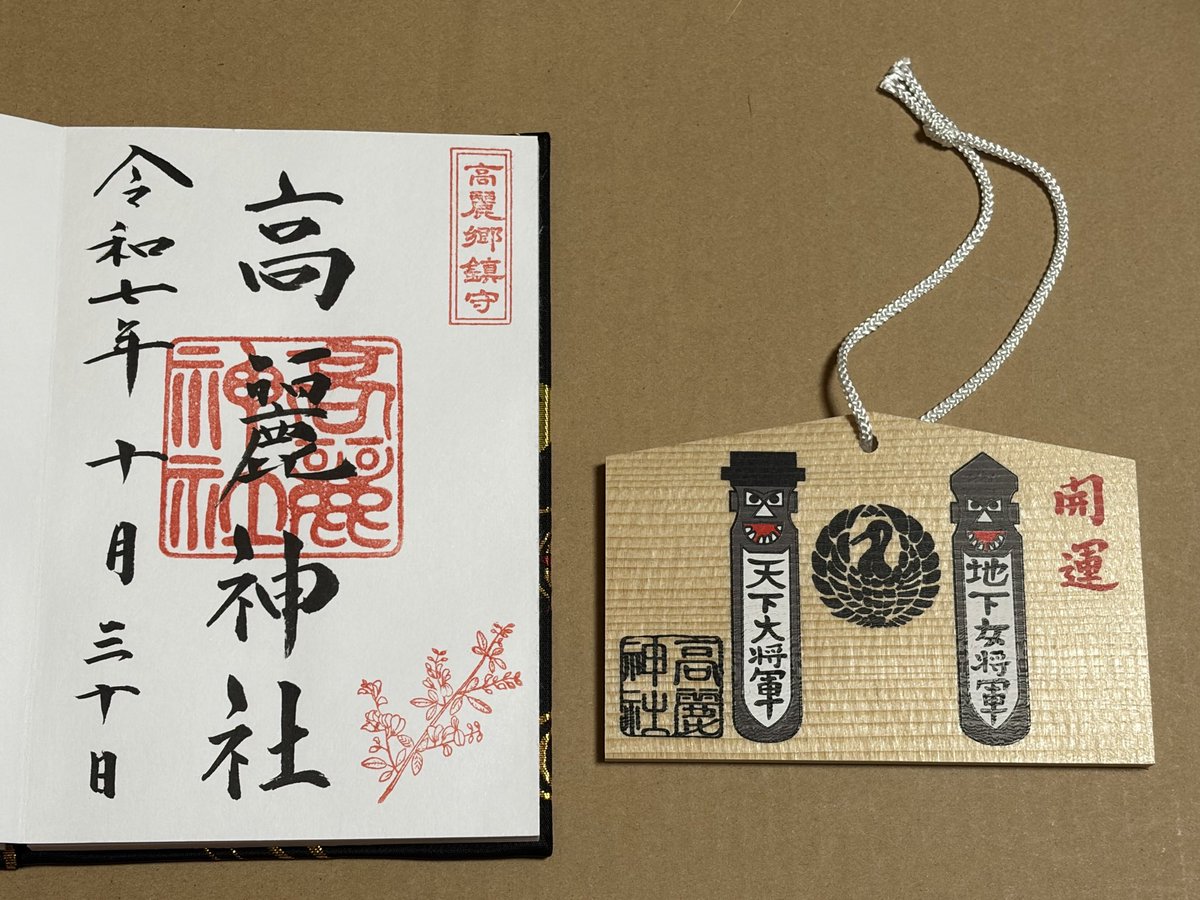 高麗郷鎮守
高麗神社
高麗神社
令和七年 十月 三十日
開運
地下女将軍
天下大将軍
高麗神社